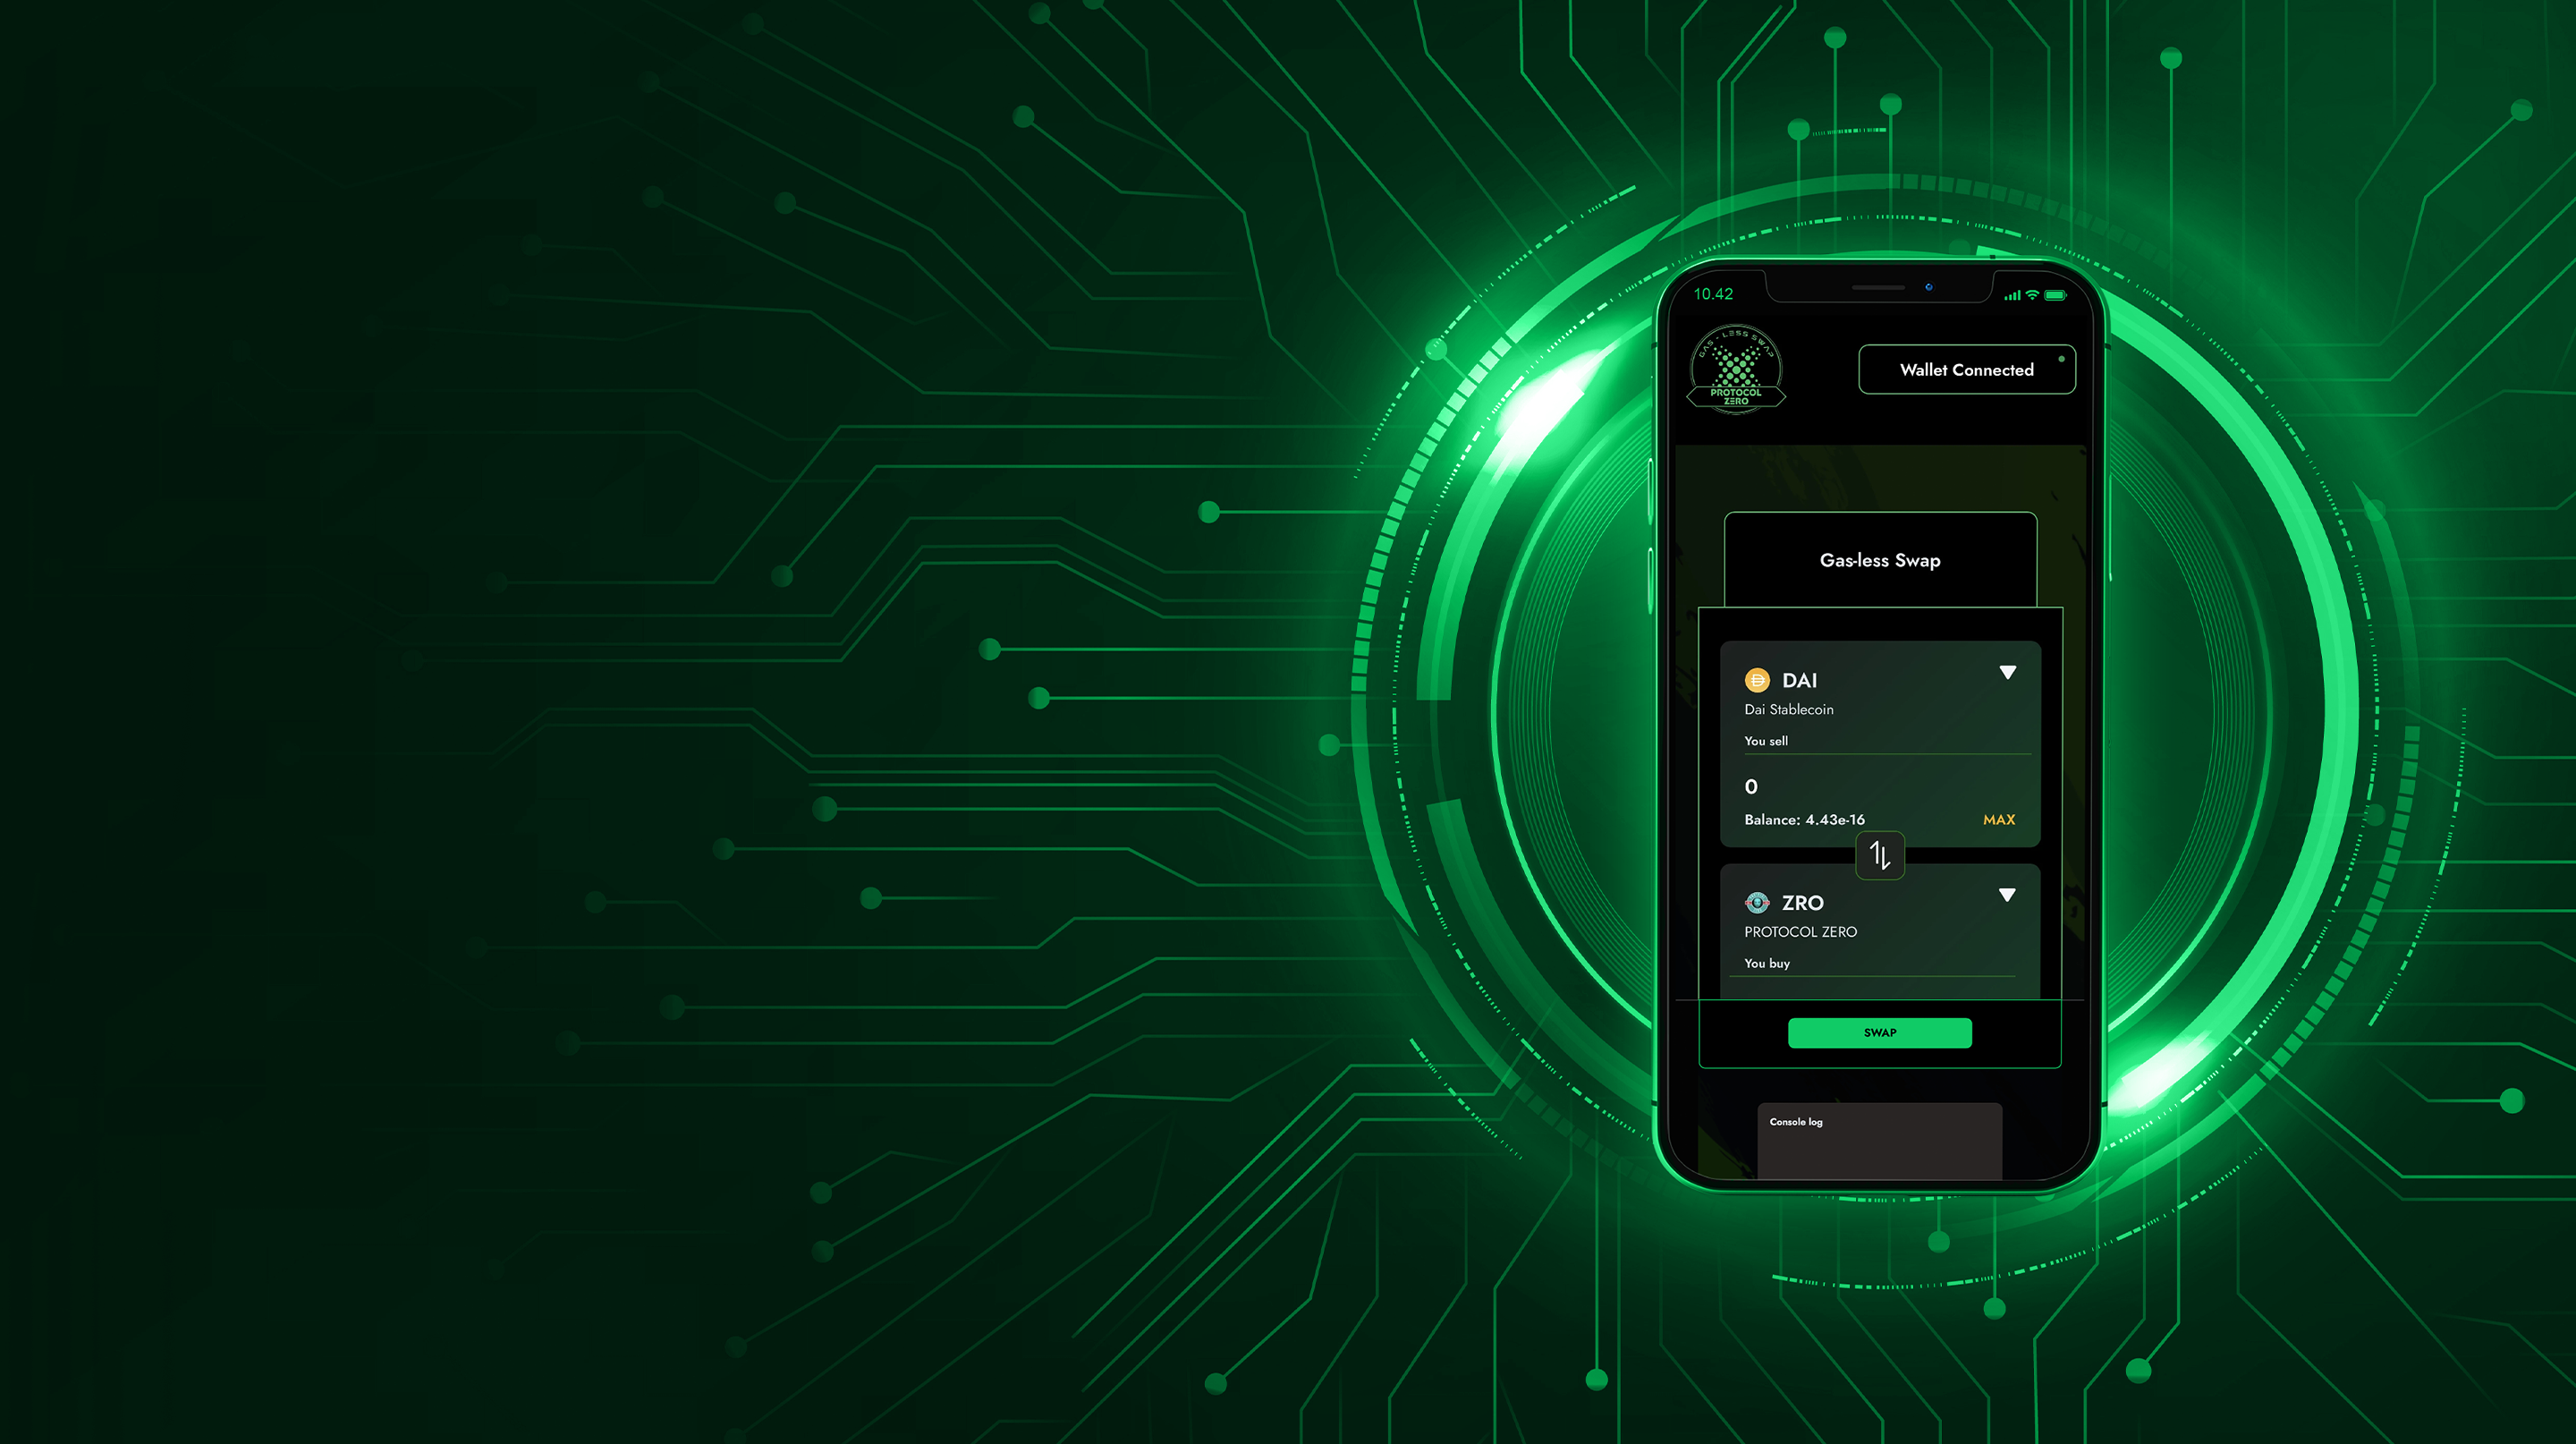 10.42
GAS - LESS SWAP
PROTOCOL
ZERO
Wallet Connected
Gas-less Swap
DAI
Dai Stablecoin
You sell
0
Balance: 4.43e-16 MAX
ZRO
PROTOCOL ZERO
You buy
SWAP
Console log